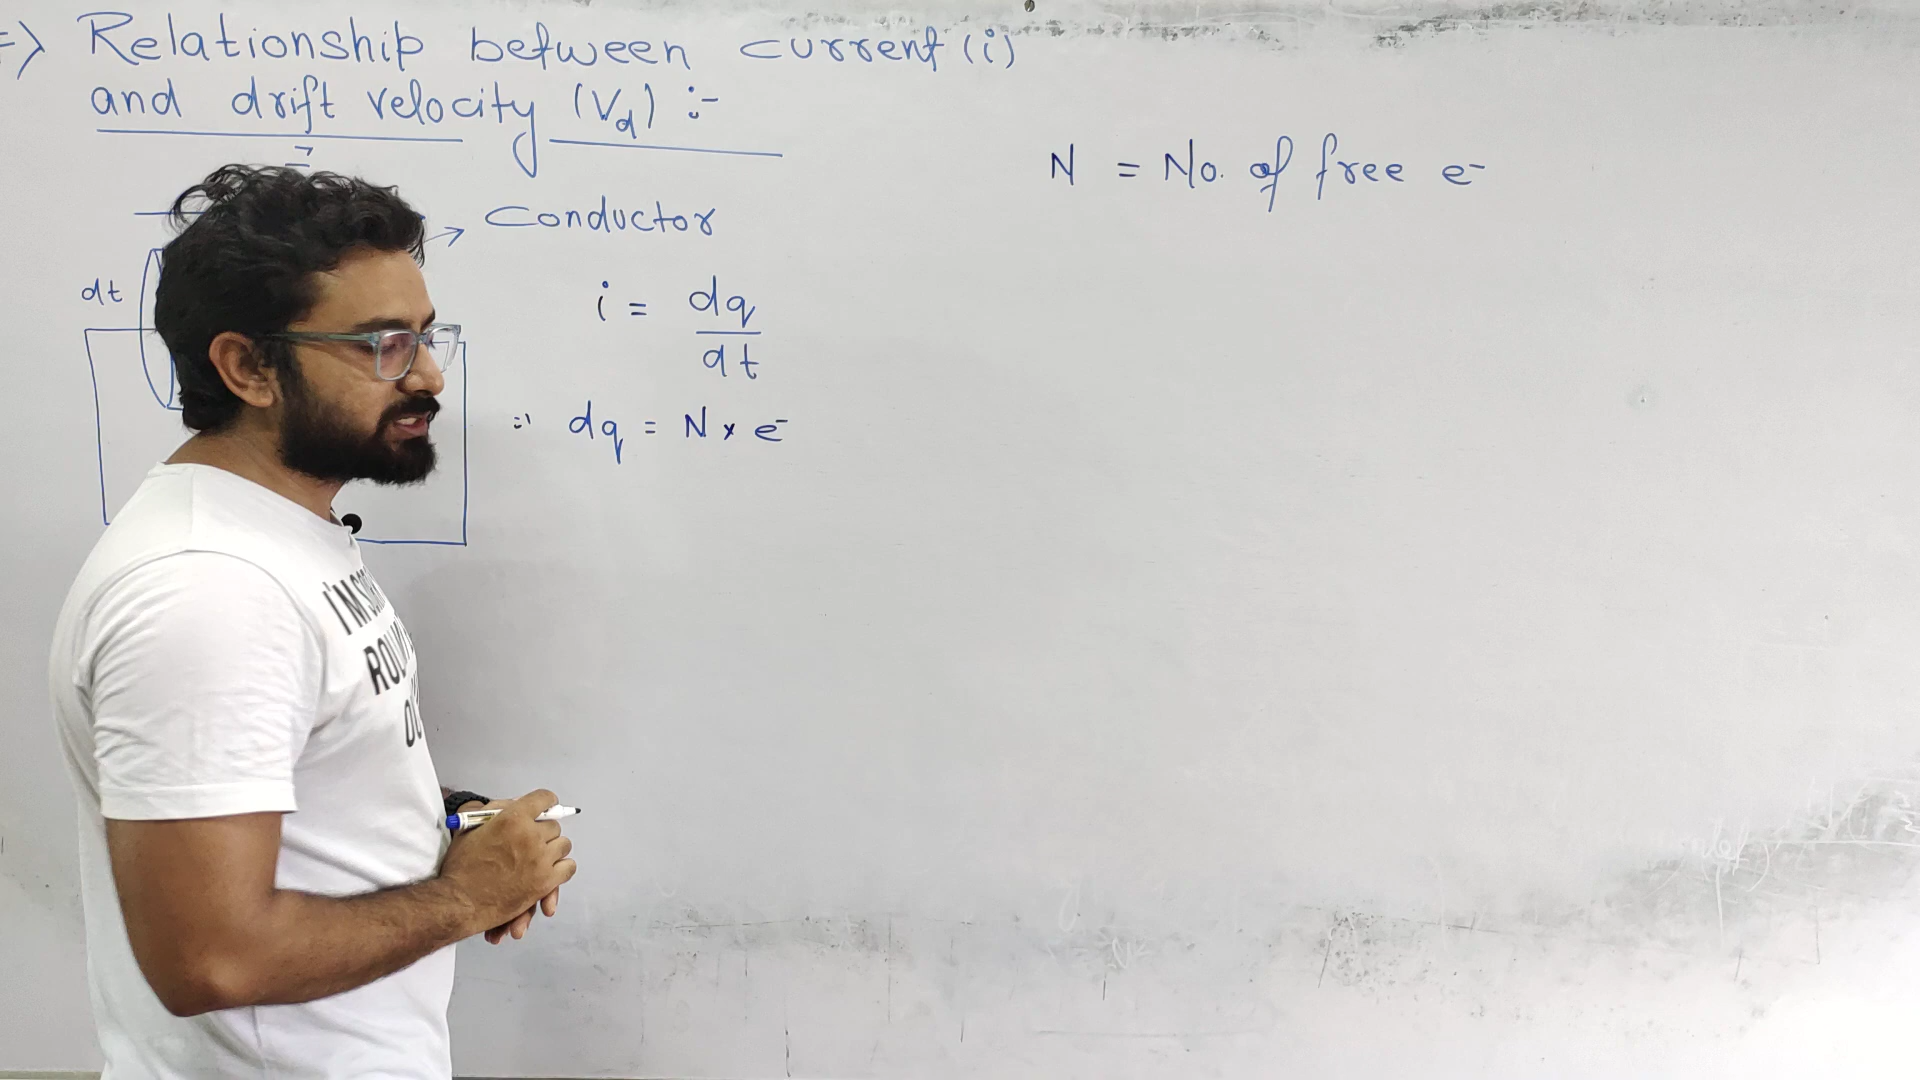 => Relationship between current (i)
and drift velocity (Vd) :-
N = No. of free e-
Conductor
dt
i = dq
dt
=> dq = N x e-
I'M